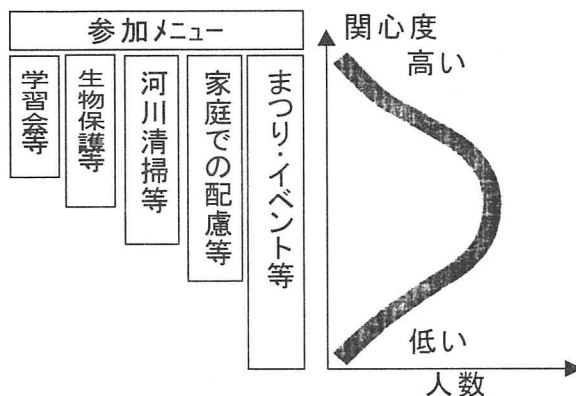 参加メニュー
学習会等
生物保護等
河川清掃等
家庭での配慮等
まつり・イベント等
関心度
高い
低い
人数